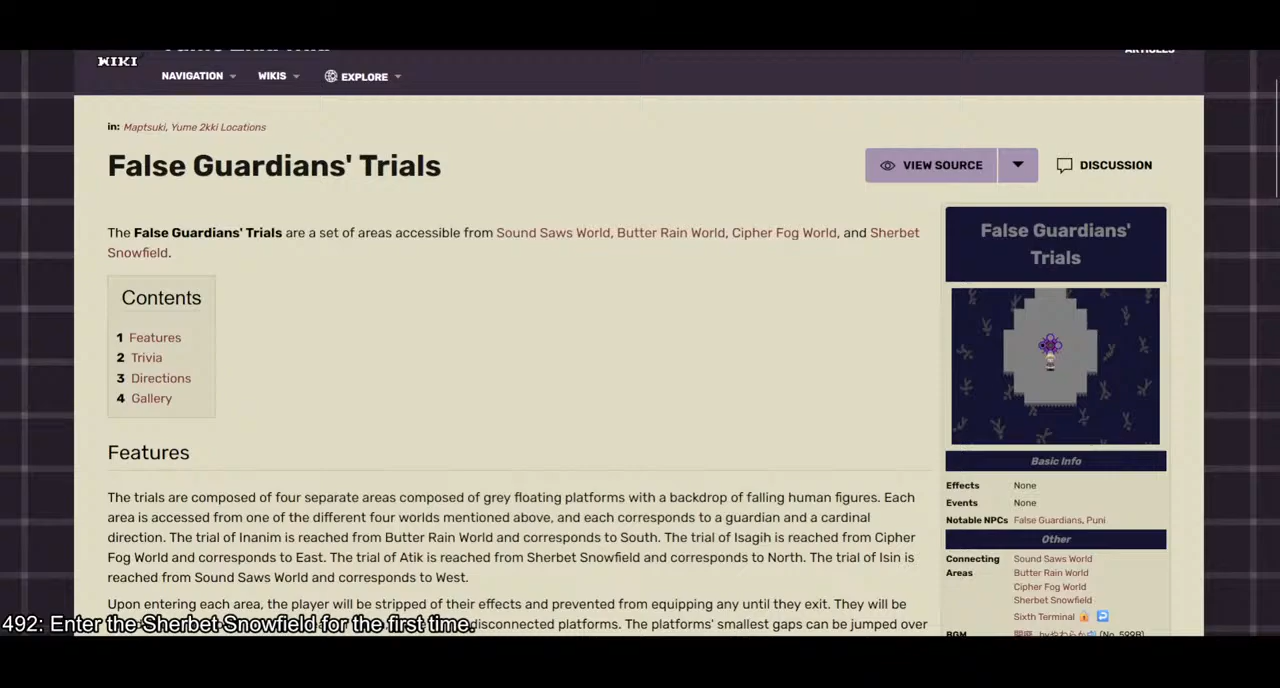 WIKI
ARTICLES
NAVIGATION
WIKIS
EXPLORE
in: Maptsuki, Yume 2kki Locations
False Guardians' Trials
VIEW SOURCE
DISCUSSION
The False Guardians' Trials are a set of areas accessible from Sound Saws World, Butter Rain World, Cipher Fog World, and Sherbet
Snowfield.
Contents
1 Features
2 Trivia
3 Directions
4 Gallery
Features
The trials are composed of four separate areas composed of grey floating platforms with a backdrop of falling human figures. Each
area is accessed from one of the different four worlds mentioned above, and each corresponds to a guardian and a cardinal
direction. The trial of Inanim is reached from Butter Rain World and corresponds to South. The trial of Isagih is reached from Cipher
Fog World and corresponds to East. The trial of Atik is reached from Sherbet Snowfield and corresponds to North. The trial of Isin is
reached from Sound Saws World and corresponds to West.
Upon entering each area, the player will be stripped of their effects and prevented from equipping any until they exit. They will be
disconnected platforms. The platforms' smallest gaps can be jumped over
492: Enter the Sherbet Snowfield for the first time.
False Guardians'
Trials
Basic Info
Effects None
Events None
Notable NPCs False Guardians, Puni
Other
Connecting Sound Saws World
Areas Butter Rain World
Cipher Fog World
Sherbet Snowfield
Sixth Terminal
BGM (No. 599B)